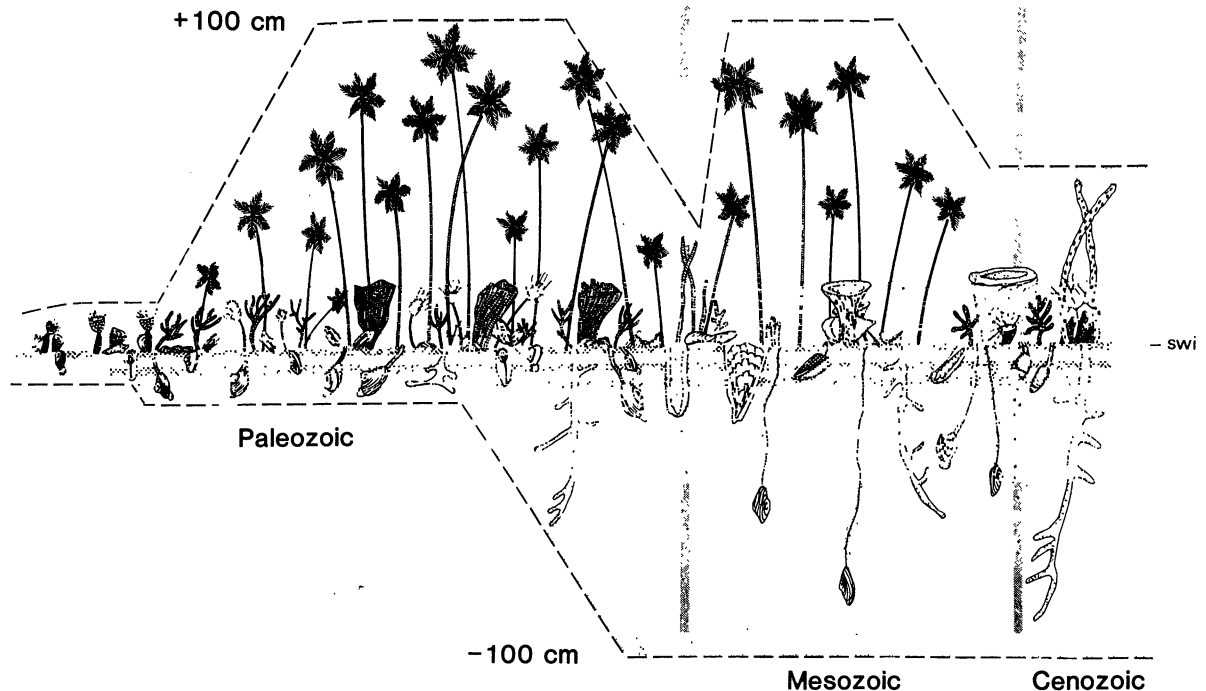 +100 cm
– swi
Paleozoic
−100 cm
Mesozoic
Cenozoic